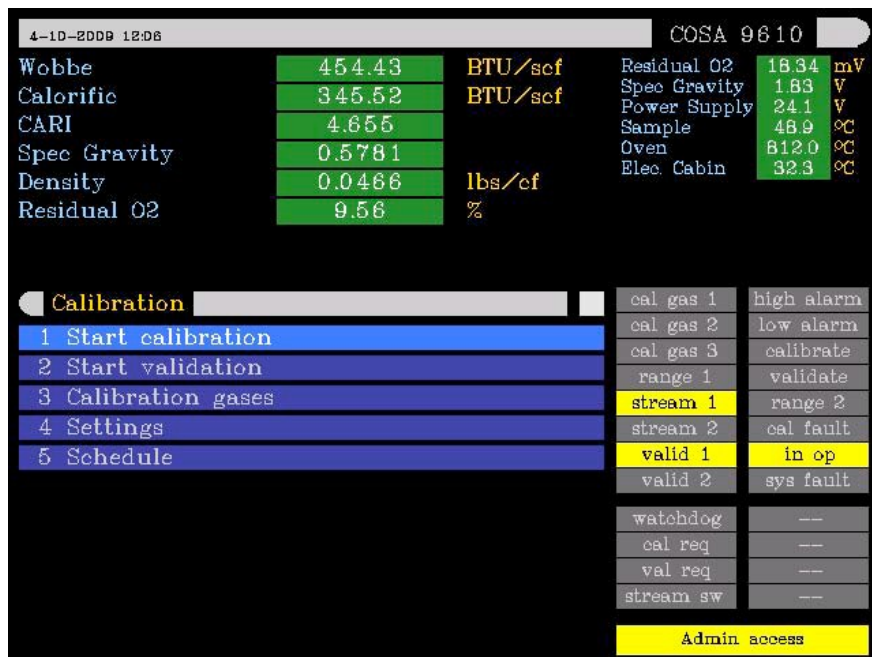 4-10-2009 12:06
COSA 9610
Wobbe 454.43 BTU/scf
Calorific 345.52 BTU/scf
CARI 4.655
Spec Gravity 0.5781
Density 0.0466 lbs/cf
Residual O2 9.56 %
Residual O2 18.34 mV
Spec Gravity 1.83 V
Power Supply 24.1 V
Sample 48.9 ºC
Oven 812.0 ºC
Elec. Cabin 32.3 ºC
Calibration
1 Start calibration
2 Start validation
3 Calibration gases
4 Settings
5 Schedule
cal gas 1 high alarm
cal gas 2 low alarm
cal gas 3 calibrate
range 1 validate
stream 1 range 2
stream 2 cal fault
valid 1 in op
valid 2 sys fault
watchdog --
cal req --
val req --
stream sw --
Admin access